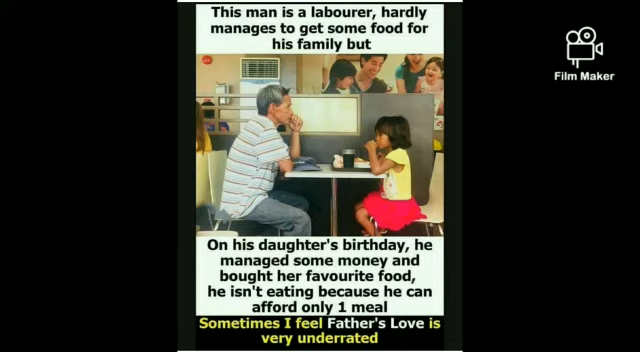 This man is a labourer, hardly
manages to get some food for
his family but
Film Maker
On his daughter's birthday, he
managed some money and
bought her favourite food,
he isn't eating because he can
afford only 1 meal
Sometimes I feel Father's Love is
very underrated